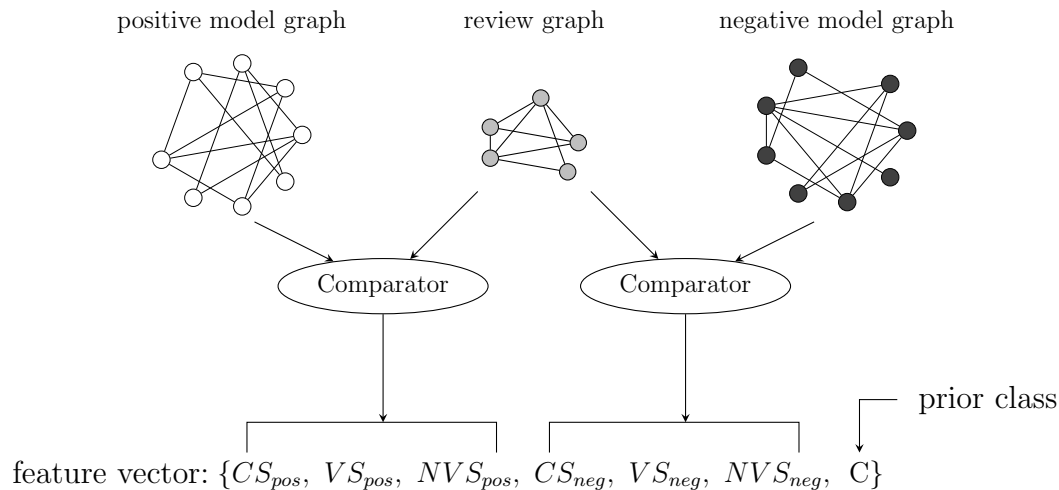 positive model graph review graph negative model graph
Comparator Comparator
prior class
feature vector: {CS_pos, VS_pos, NVS_pos, CS_neg, VS_neg, NVS_neg, C}